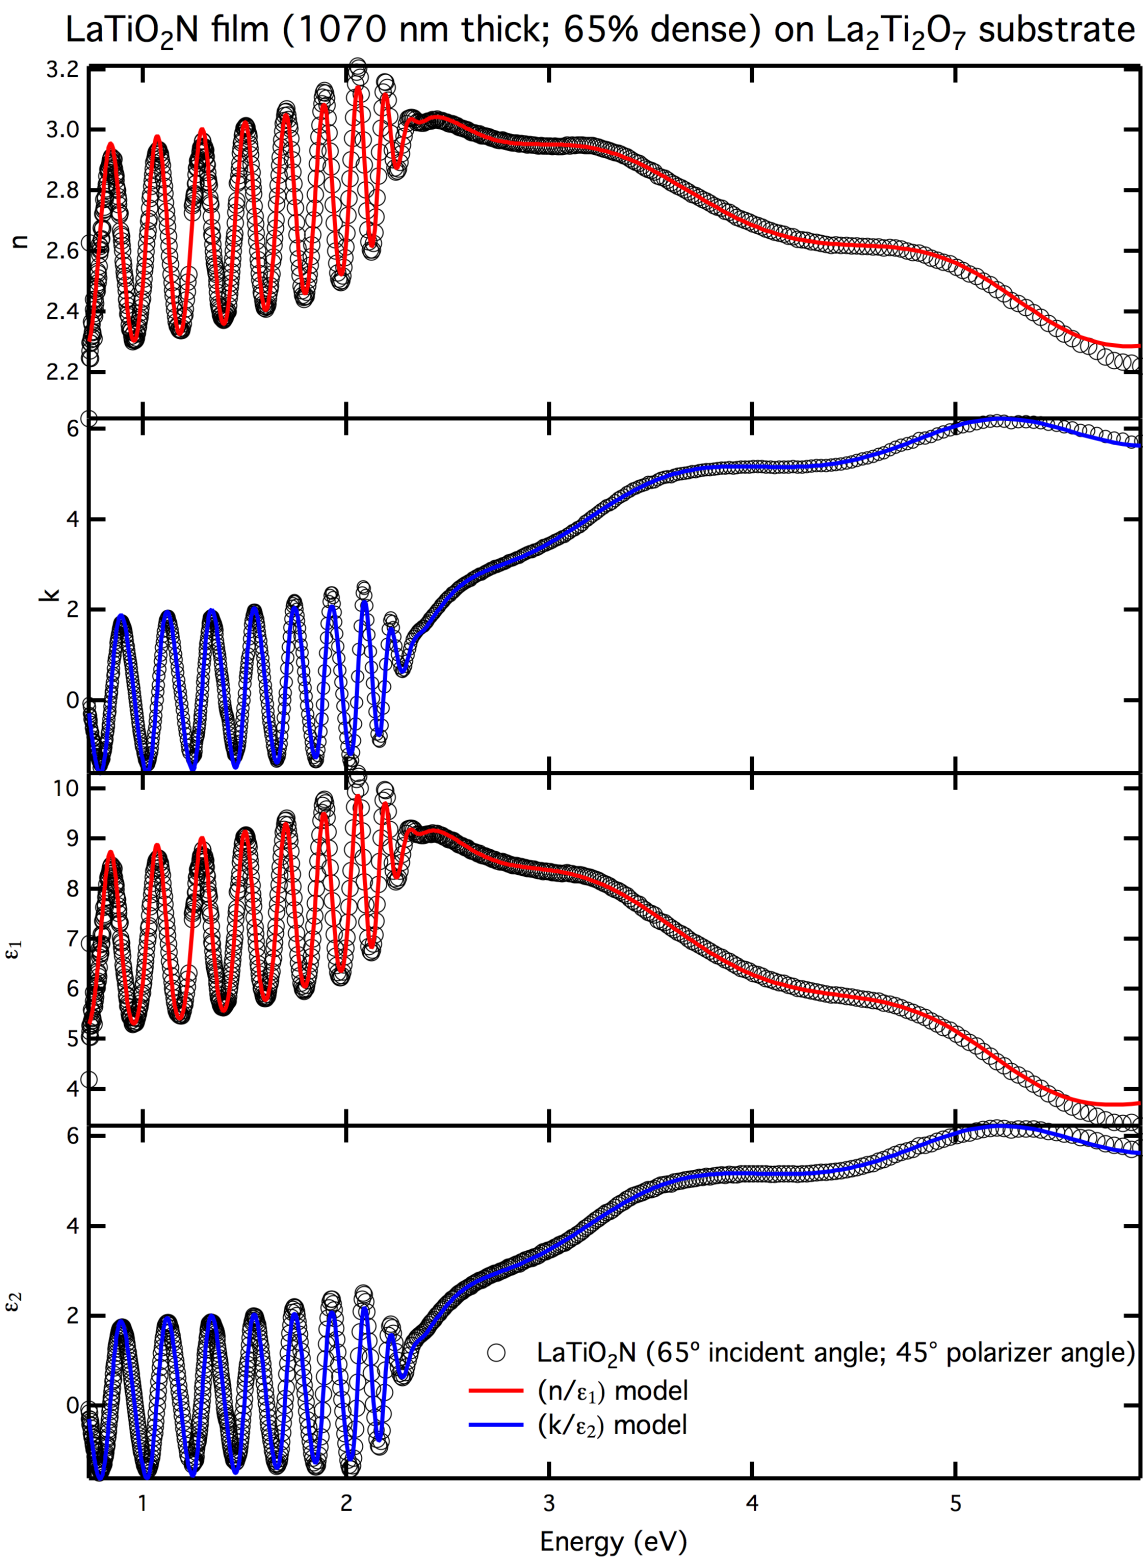 LaTiO₂N film (1070 nm thick; 65% dense) on La₂Ti₂O₇ substrate
3.2
3.0
2.8
2.6
2.4
2.2
n
6
4
2
0
k
10
9
8
7
6
5
4
ε₁
6
4
2
0
ε₂
LaTiO₂N (65° incident angle; 45° polarizer angle)
(n/ε₁) model
(k/ε₂) model
1 2 3 4 5
Energy (eV)